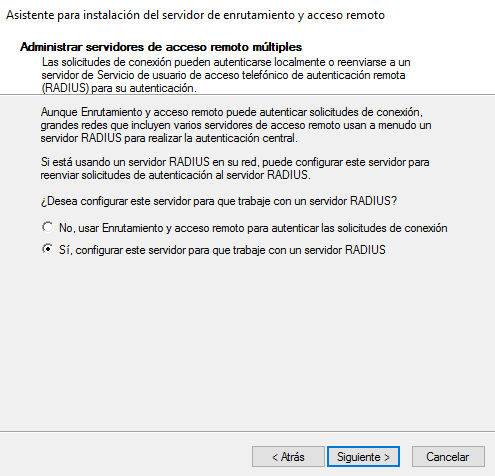 Asistente para instalación del servidor de enrutamiento y acceso remoto
Administrar servidores de acceso remoto múltiples
Las solicitudes de conexión pueden autenticarse localmente o reenviarse a un
servidor de Servicio de usuario de acceso telefónico de autenticación remota
(RADIUS) para su autenticación.
Aunque Enrutamiento y acceso remoto puede autenticar solicitudes de conexión,
grandes redes que incluyen varios servidores de acceso remoto usan a menudo un
servidor RADIUS para realizar la autenticación central.
Si está usando un servidor RADIUS en su red, puede configurar este servidor para
reenviar solicitudes de autenticación al servidor RADIUS.
¿Desea configurar este servidor para que trabaje con un servidor RADIUS?
No, usar Enrutamiento y acceso remoto para autenticar las solicitudes de conexión
Sí, configurar este servidor para que trabaje con un servidor RADIUS
< Atrás Siguiente > Cancelar